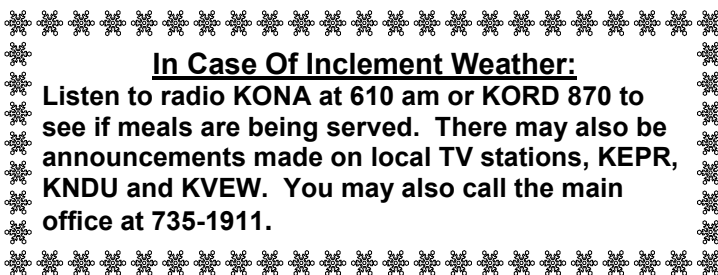 In Case Of Inclement Weather:
Listen to radio KONA at 610 am or KORD 870 to
see if meals are being served.  There may also be
announcements made on local TV stations, KEPR,
KNDU and KVEW.  You may also call the main
office at 735-1911.